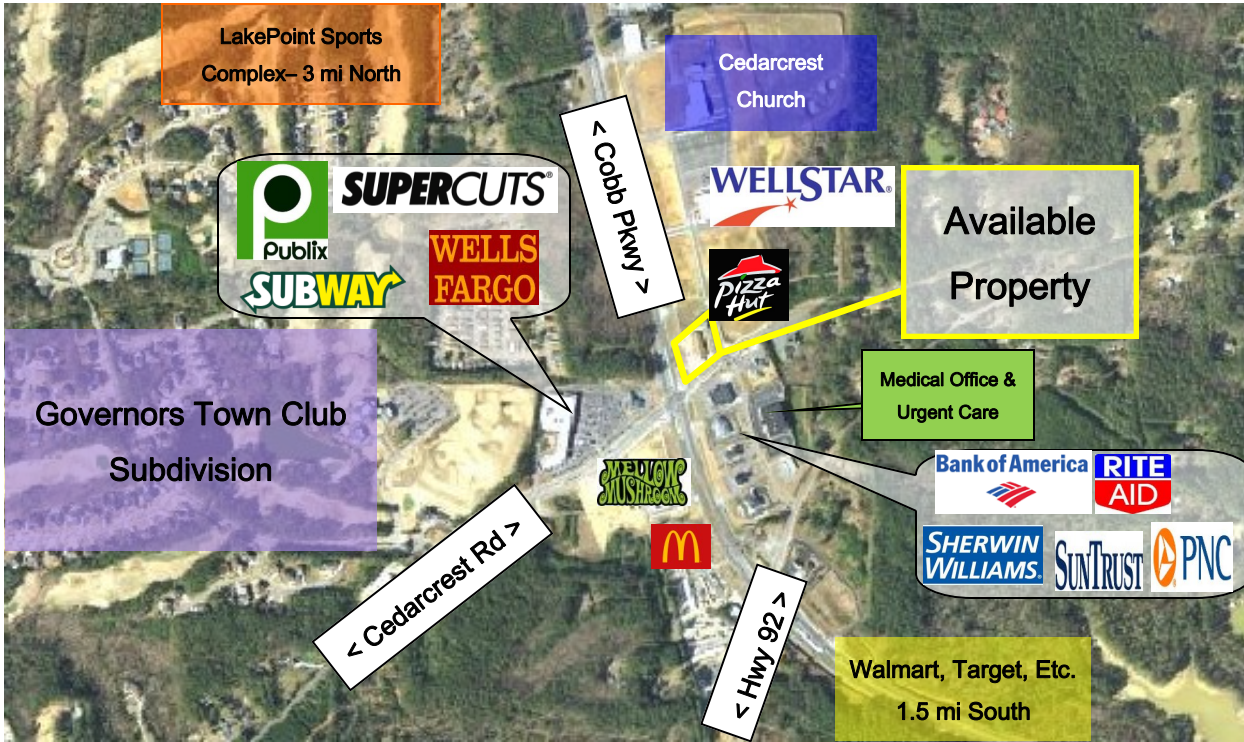 LakePoint Sports
Complex– 3 mi North
Cedarcrest
Church
< Cobb Pkwy >
Publix
SUPERCUTS®
SUBWAY
WELLS
FARGO
WELLSTAR®
Pizza
Hut
Available
Property
Medical Office &
Urgent Care
Governors Town Club
Subdivision
MELLOW
MUSHROOM
Bank of America
RITE
AID
SHERWIN
WILLIAMS.
SUNTRUST
PNC
< Cedarcrest Rd >
< Hwy 92 >
Walmart, Target, Etc.
1.5 mi South